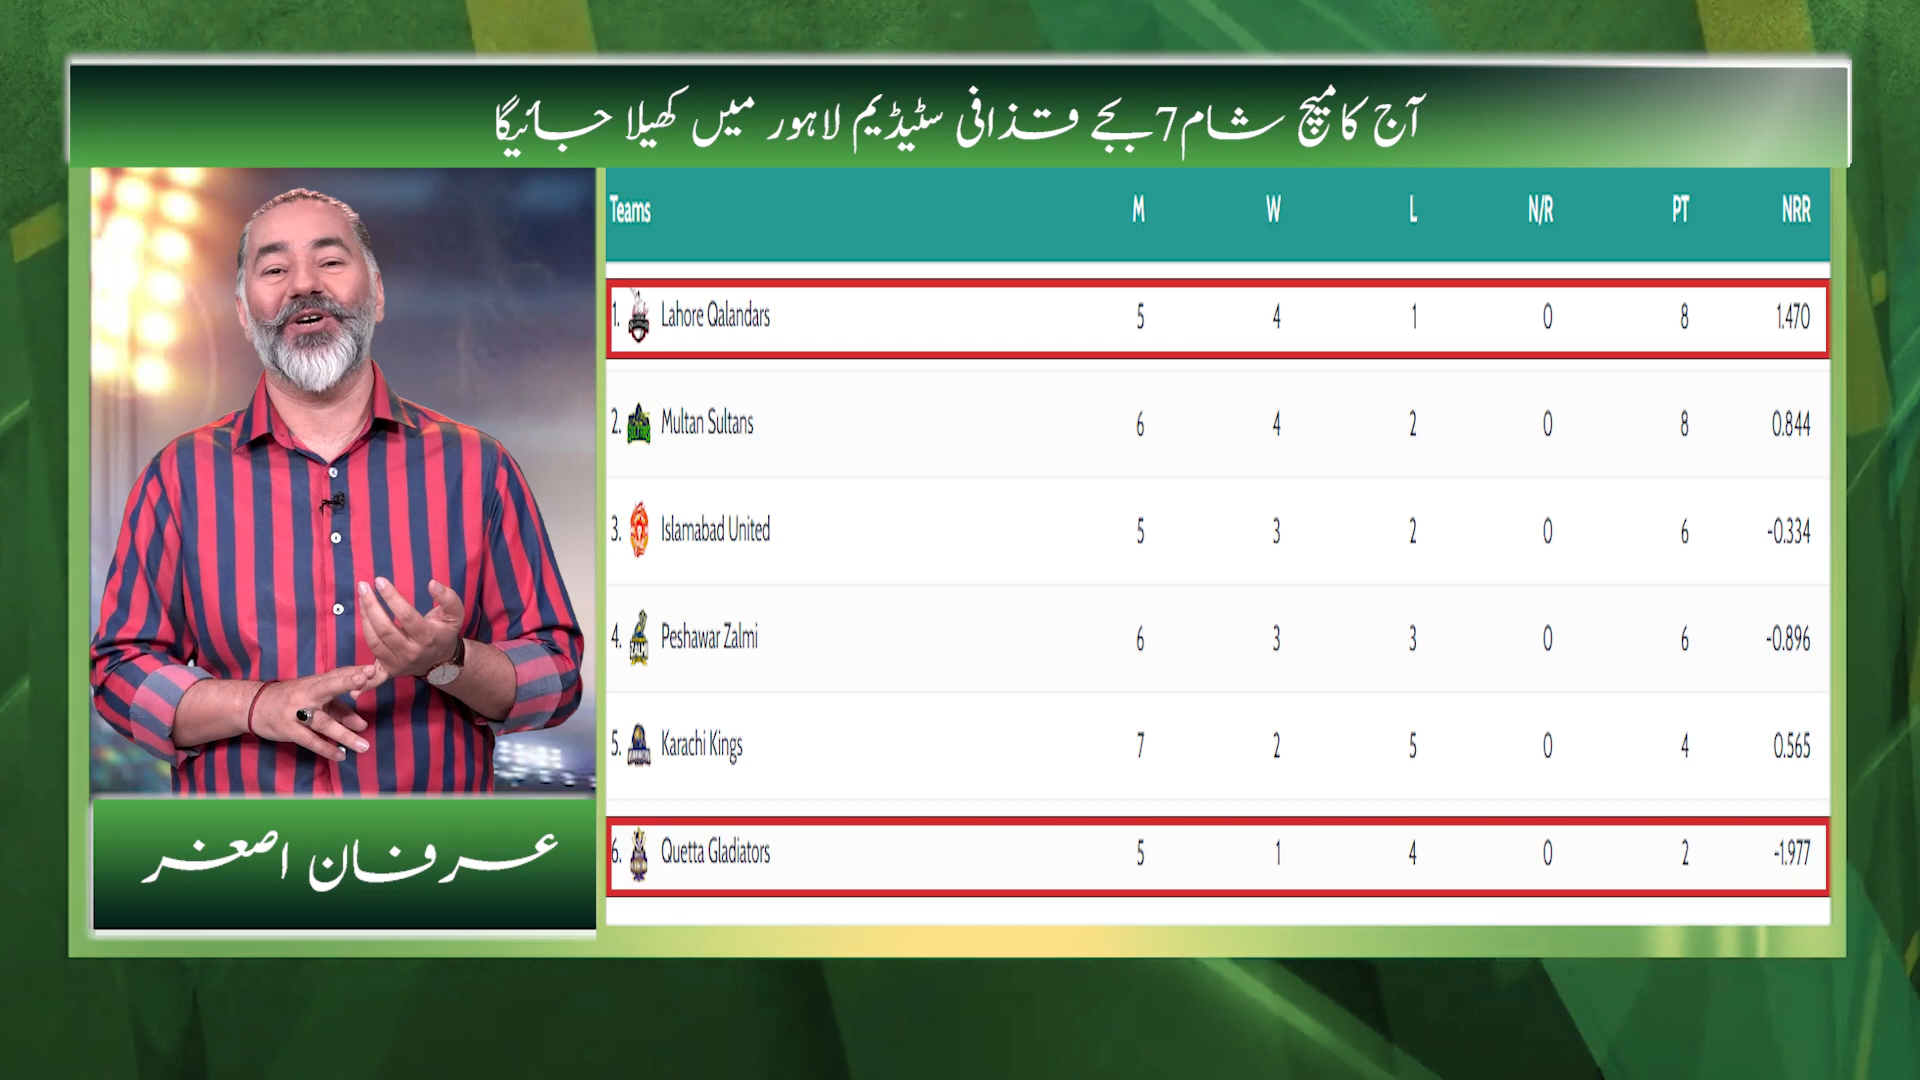 آج کا میچ شام 7 بجے قذافی سٹیڈیم لاہور میں کھیلا جائیگا
Teams M W L N/R PT NRR
1. Lahore Qalandars 5 4 1 0 8 1.470
2. Multan Sultans 6 4 2 0 8 0.844
3. Islamabad United 5 3 2 0 6 -0.334
4. Peshawar Zalmi 6 3 3 0 6 -0.896
5. Karachi Kings 7 2 5 0 4 0.565
6. Quetta Gladiators 5 1 4 0 2 -1.977
عرفان اصغر